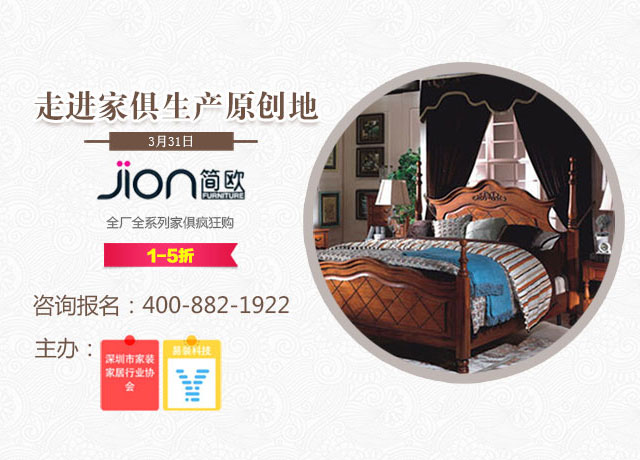 走进家俱生产原创地
3月31日
Jion简欧
FURNITURE
全厂全系列家俱疯狂购
1-5折
咨询报名：400-882-1922
主办：
深圳市家装
家居行业协
会
易装科技